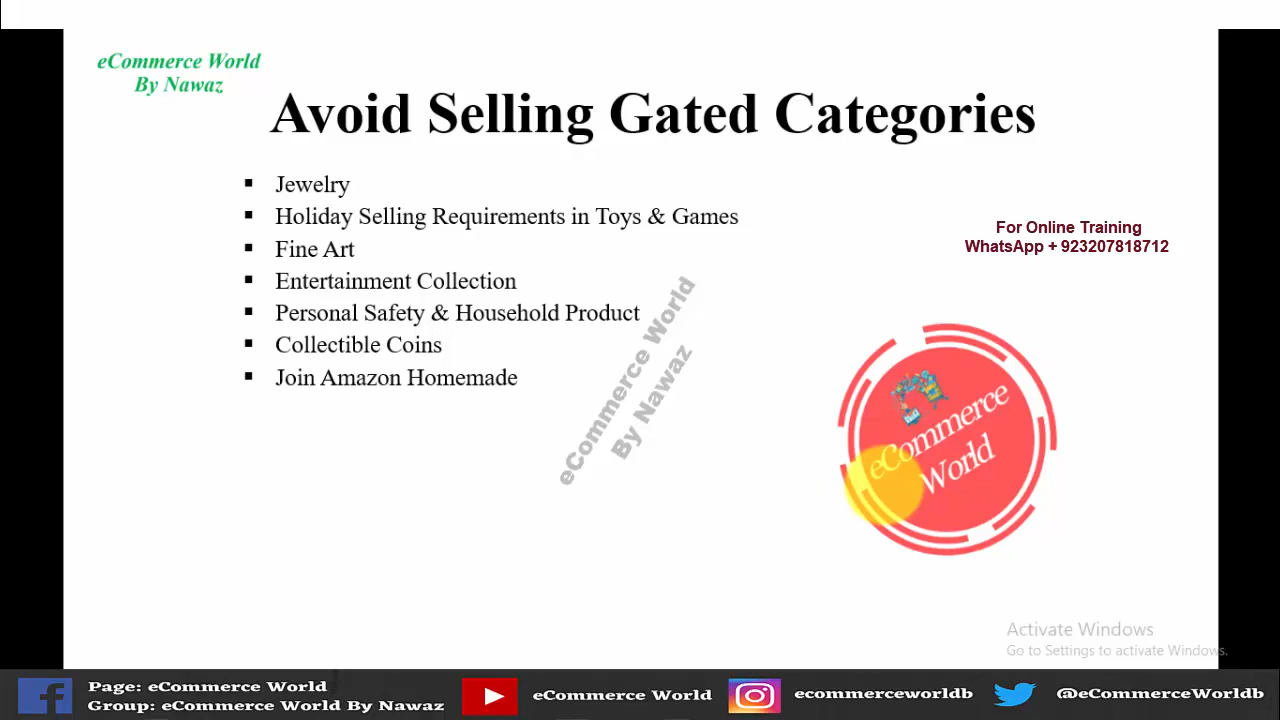 eCommerce World
By Nawaz
Avoid Selling Gated Categories
▪ Jewelry
▪ Holiday Selling Requirements in Toys & Games
▪ Fine Art
▪ Entertainment Collection
▪ Personal Safety & Household Product
▪ Collectible Coins
▪ Join Amazon Homemade
For Online Training
WhatsApp + 923207818712
eCommerce World
By Nawaz
eCommerce
World
Activate Windows
Go to Settings to activate Windows.
Page: eCommerce World
Group: eCommerce World By Nawaz
eCommerce World
ecommerceworldb
@eCommerceWorldb